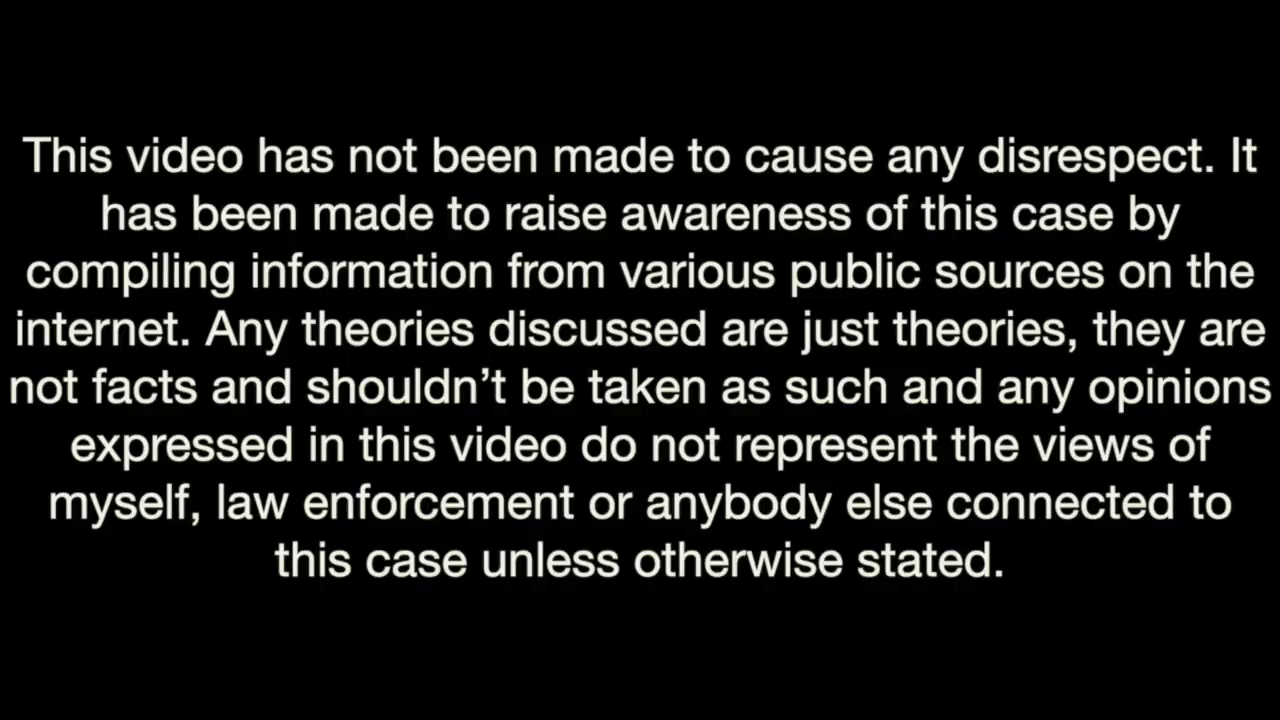 This video has not been made to cause any disrespect. It
has been made to raise awareness of this case by
compiling information from various public sources on the
internet. Any theories discussed are just theories, they are
not facts and shouldn’t be taken as such and any opinions
expressed in this video do not represent the views of
myself, law enforcement or anybody else connected to
this case unless otherwise stated.